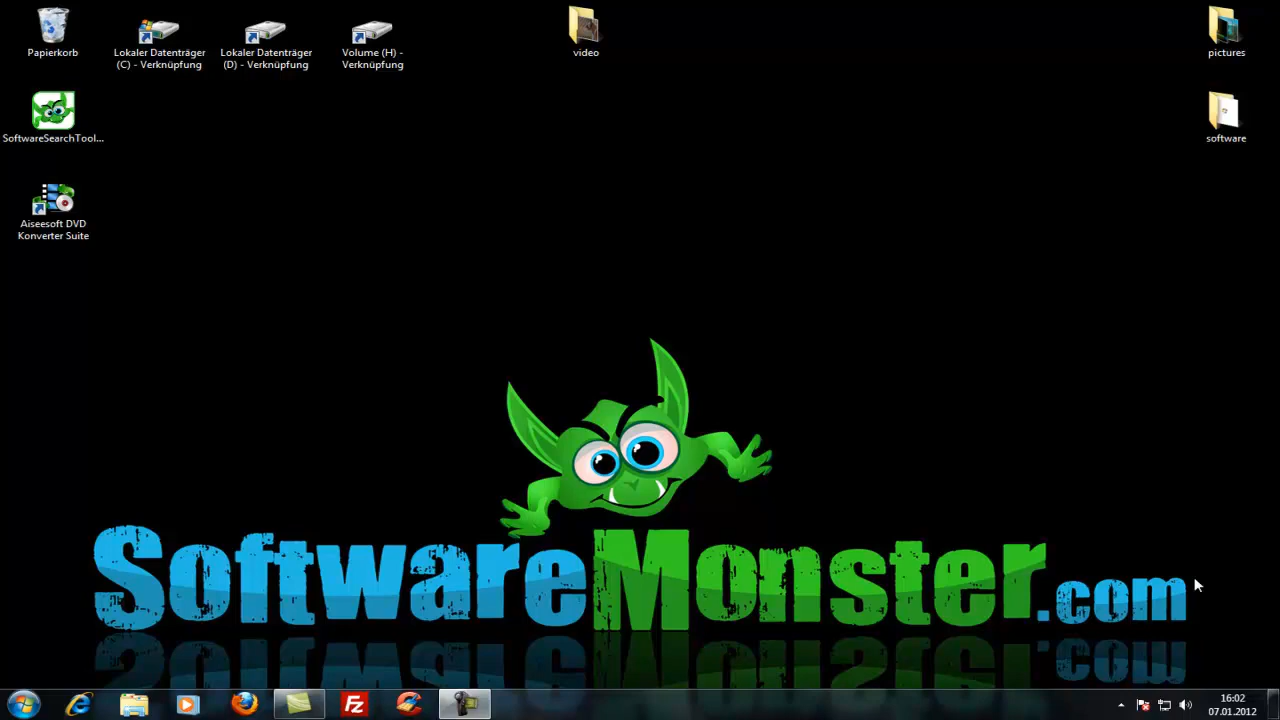 Papierkorb
Lokaler Datenträger
(C) - Verknüpfung
Lokaler Datenträger
(D) - Verknüpfung
Volume (H) -
Verknüpfung
video
pictures
SoftwareSearchTool...
software
Aiseesoft DVD
Konverter Suite
SoftwareMonster.com
Fz
16:02
07.01.2012